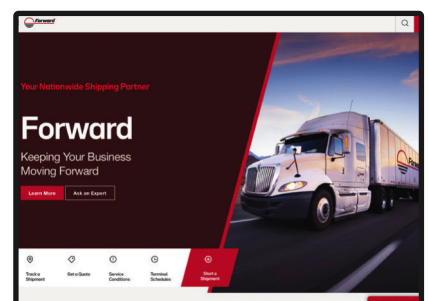 Forward
Your Nationwide Shipping Partner
Forward
Keeping Your Business
Moving Forward
Learn More
Ask an Expert
Track a
Shipment
Get a Quote
Service
Conditions
Terminal
Schedules
Start a
Shipment
Forward